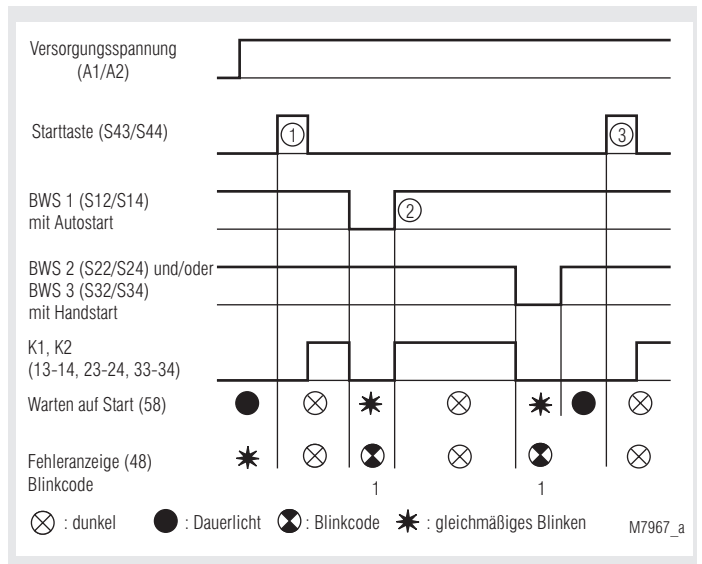 Versorgungsspannung
(A1/A2)
Starttaste (S43/S44)
1
3
BWS 1 (S12/S14)
mit Autostart
2
BWS 2 (S22/S24) und/oder
BWS 3 (S32/S34)
mit Handstart
K1, K2
(13-14, 23-24, 33-34)
Warten auf Start (58)
Fehleranzeige (48)
Blinkcode
1
1
: dunkel : Dauerlicht : Blinkcode : gleichmäßiges Blinken
M7967_a